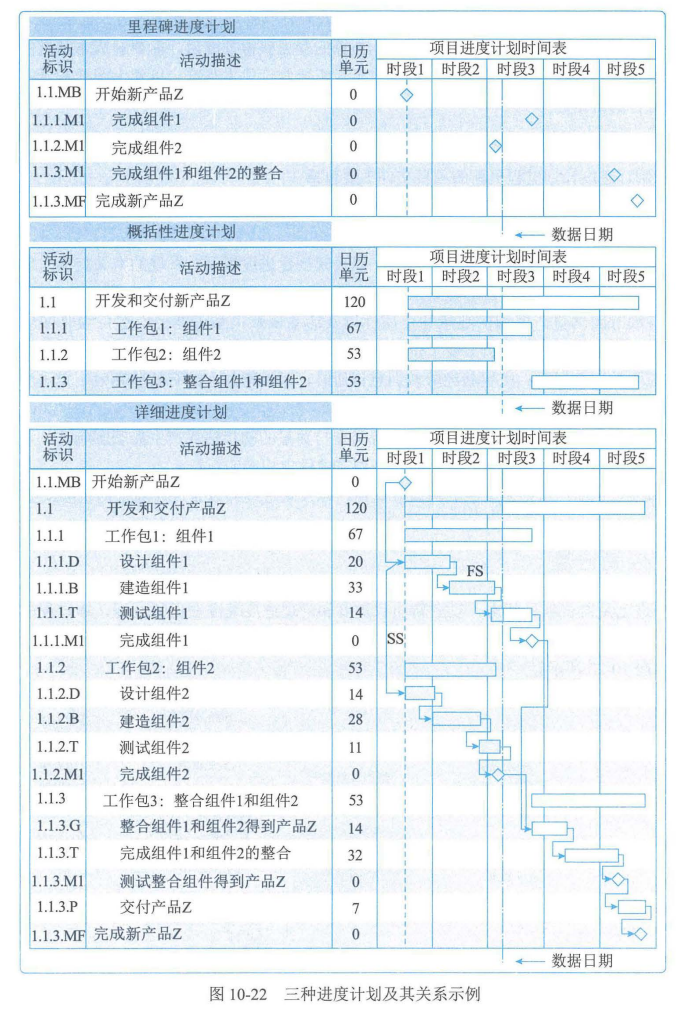 里程碑进度计划
活动标识 活动描述 日历单元 项目进度计划时间表
时段1 时段2 时段3 时段4 时段5
1.1.MB 开始新产品Z 0
1.1.1.M1 完成组件1 0
1.1.2.M1 完成组件2 0
1.1.3.M1 完成组件1和组件2的整合 0
1.1.3.MF 完成新产品Z 0
数据日期
概括性进度计划
活动标识 活动描述 日历单元 项目进度计划时间表
时段1 时段2 时段3 时段4 时段5
1.1 开发和交付新产品Z 120
1.1.1 工作包1：组件1 67
1.1.2 工作包2：组件2 53
1.1.3 工作包3：整合组件1和组件2 53
数据日期
详细进度计划
活动标识 活动描述 日历单元 项目进度计划时间表
时段1 时段2 时段3 时段4 时段5
1.1.MB 开始新产品Z 0
1.1 开发和交付产品Z 120
1.1.1 工作包1：组件1 67
1.1.1.D 设计组件1 20
FS
1.1.1.B 建造组件1 33
1.1.1.T 测试组件1 14
1.1.1.M1 完成组件1 0 SS
1.1.2 工作包2：组件2 53
1.1.2.D 设计组件2 14
1.1.2.B 建造组件2 28
1.1.2.T 测试组件2 11
1.1.2.M1 完成组件2 0
1.1.3 工作包3：整合组件1和组件2 53
1.1.3.G 整合组件1和组件2得到产品Z 14
1.1.3.T 完成组件1和组件2的整合 32
1.1.3.M1 测试整合组件得到产品Z 0
1.1.3.P 交付产品Z 7
1.1.3.MF 完成新产品Z 0
数据日期
图 10-22 三种进度计划及其关系示例